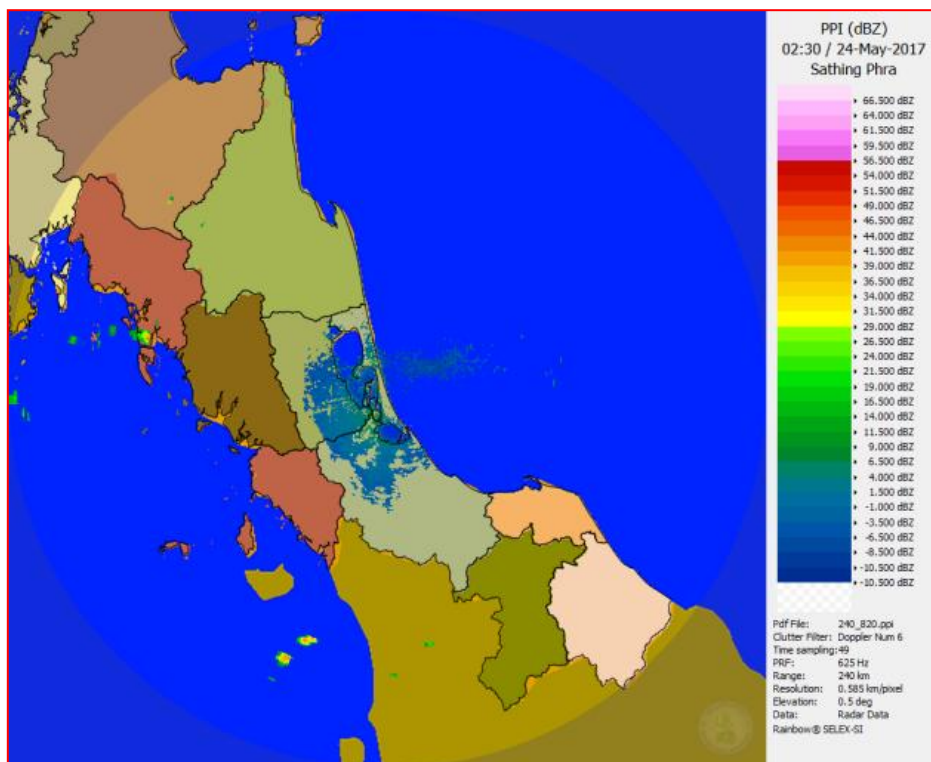 PPI (dBZ)
02:30 / 24-May-2017
Sathing Phra
66.500 dBZ
64.000 dBZ
61.500 dBZ
59.500 dBZ
56.500 dBZ
54.000 dBZ
51.500 dBZ
49.000 dBZ
46.500 dBZ
44.000 dBZ
41.500 dBZ
39.000 dBZ
36.500 dBZ
34.000 dBZ
31.500 dBZ
29.000 dBZ
26.500 dBZ
24.000 dBZ
21.500 dBZ
19.000 dBZ
16.500 dBZ
14.000 dBZ
11.500 dBZ
9.000 dBZ
6.500 dBZ
4.000 dBZ
1.500 dBZ
-1.000 dBZ
-3.500 dBZ
-6.500 dBZ
-8.500 dBZ
-10.500 dBZ
-10.500 dBZ
Pdf File: 240_820.ppi
Clutter Filter: Doppler Num 6
Time sampling:49
PRF: 625 Hz
Range: 240 km
Resolution: 0.585 km/pixel
Elevation: 0.5 deg
Data: Radar Data
Rainbow® SELEX-SI